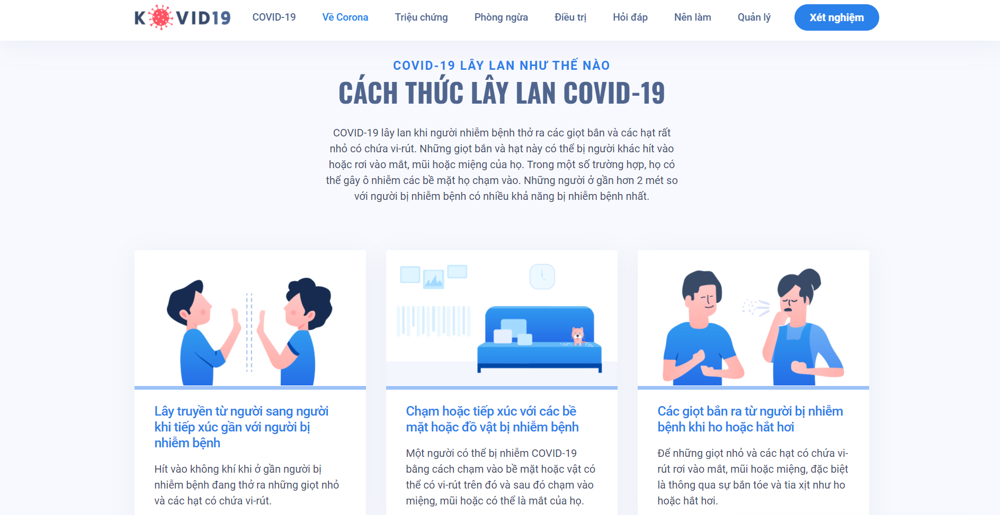 KOVID19
COVID-19
Về Corona
Triệu chứng
Phòng ngừa
Điều trị
Hỏi đáp
Nên làm
Quản lý
Xét nghiệm
COVID-19 LÂY LAN NHƯ THẾ NÀO
CÁCH THỨC LÂY LAN COVID-19
COVID-19 lây lan khi người nhiễm bệnh thở ra các giọt bắn và các hạt rất
nhỏ có chứa vi-rút. Những giọt bắn và hạt này có thể bị người khác hít vào
hoặc rơi vào mắt, mũi hoặc miệng của họ. Trong một số trường hợp, họ có
thể gây ô nhiễm các bề mặt họ chạm vào. Những người ở gần hơn 2 mét so
với người bị nhiễm bệnh có nhiều khả năng bị nhiễm bệnh nhất.
Lây truyền từ người sang người
khi tiếp xúc gần với người bị
nhiễm bệnh
Hít vào không khí khi ở gần người bị
nhiễm bệnh đang thở ra những giọt nhỏ
và các hạt có chứa vi-rút.
Chạm hoặc tiếp xúc với các bề
mặt hoặc đồ vật bị nhiễm bệnh
Một người có thể bị nhiễm COVID-19
bằng cách chạm vào bề mặt hoặc vật có
thể có vi-rút trên đó và sau đó chạm vào
miệng, mũi hoặc có thể là mắt của họ.
Các giọt bắn ra từ người bị nhiễm
bệnh khi ho hoặc hắt hơi
Để những giọt nhỏ và các hạt có chứa vi-
rút rơi vào mắt, mũi hoặc miệng, đặc biệt
là thông qua sự bắn tóe và tia xịt như ho
hoặc hắt hơi.